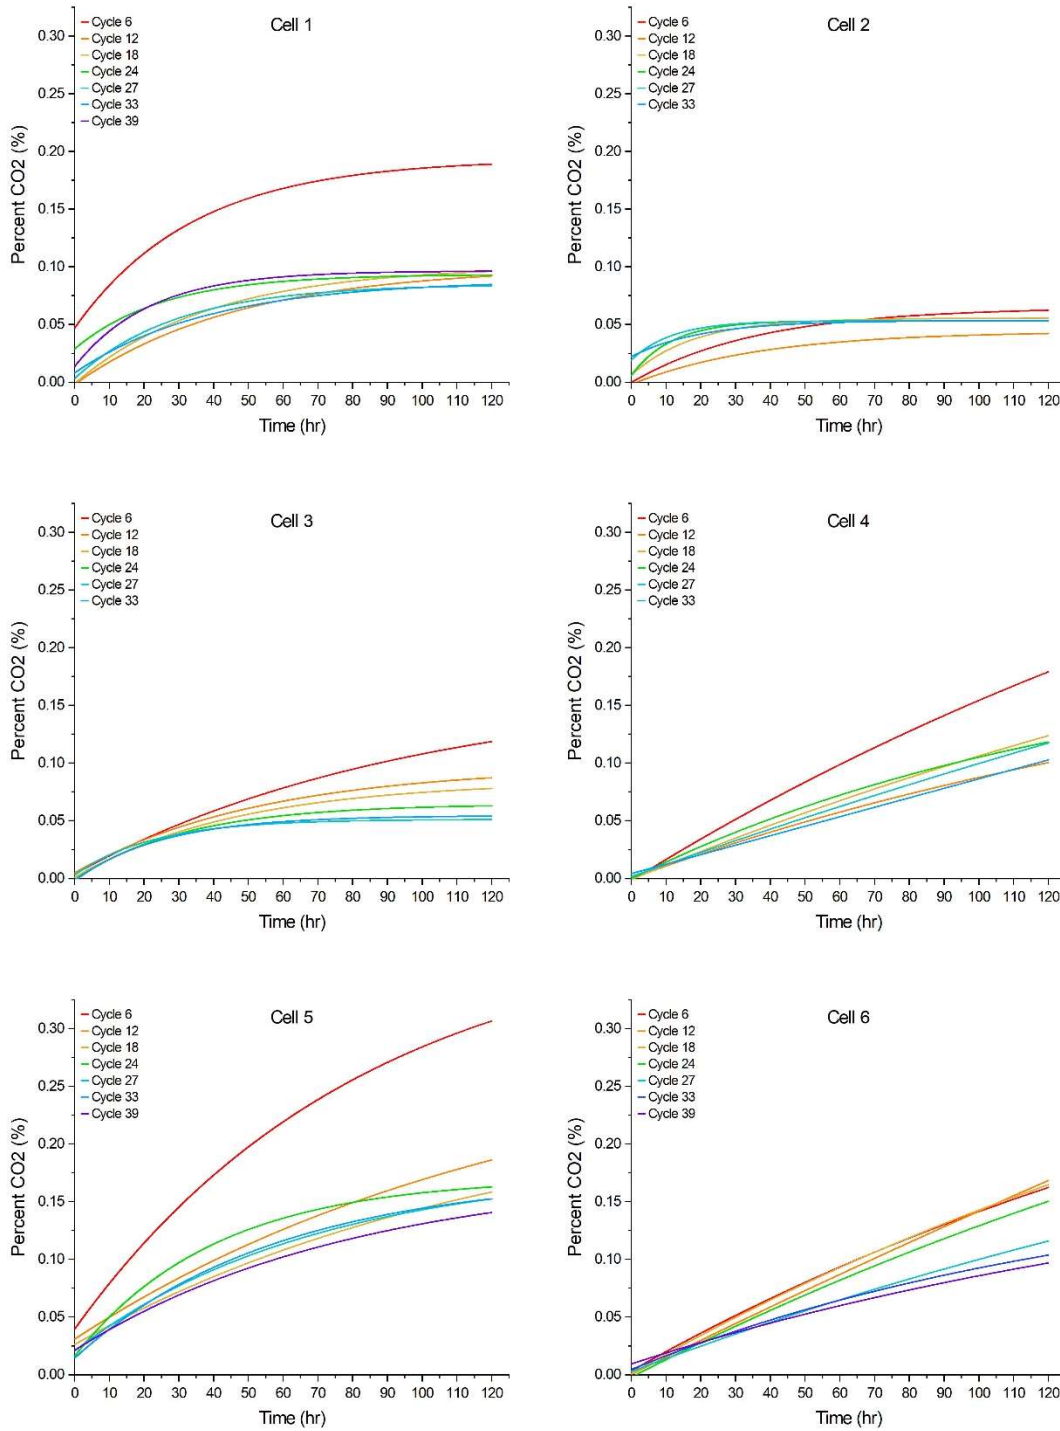 Cell 1
Cycle 6
Cycle 12
Cycle 18
Cycle 24
Cycle 27
Cycle 33
Cycle 39
0.30
0.25
0.20
0.15
0.10
0.05
0.00
Percent CO2 (%)
0 10 20 30 40 50 60 70 80 90 100 110 120
Time (hr)
Cell 2
Cycle 6
Cycle 12
Cycle 18
Cycle 24
Cycle 27
Cycle 33
0.30
0.25
0.20
0.15
0.10
0.05
0.00
Percent CO2 (%)
0 10 20 30 40 50 60 70 80 90 100 110 120
Time (hr)
Cell 3
Cycle 6
Cycle 12
Cycle 18
Cycle 24
Cycle 27
Cycle 33
0.30
0.25
0.20
0.15
0.10
0.05
0.00
Percent CO2 (%)
0 10 20 30 40 50 60 70 80 90 100 110 120
Time (hr)
Cell 4
Cycle 6
Cycle 12
Cycle 18
Cycle 24
Cycle 27
Cycle 33
0.30
0.25
0.20
0.15
0.10
0.05
0.00
Percent CO2 (%)
0 10 20 30 40 50 60 70 80 90 100 110 120
Time (hr)
Cell 5
Cycle 6
Cycle 12
Cycle 18
Cycle 24
Cycle 27
Cycle 33
Cycle 39
0.30
0.25
0.20
0.15
0.10
0.05
0.00
Percent CO2 (%)
0 10 20 30 40 50 60 70 80 90 100 110 120
Time (hr)
Cell 6
Cycle 6
Cycle 12
Cycle 18
Cycle 24
Cycle 27
Cycle 33
Cycle 39
0.30
0.25
0.20
0.15
0.10
0.05
0.00
Percent CO2 (%)
0 10 20 30 40 50 60 70 80 90 100 110 120
Time (hr)